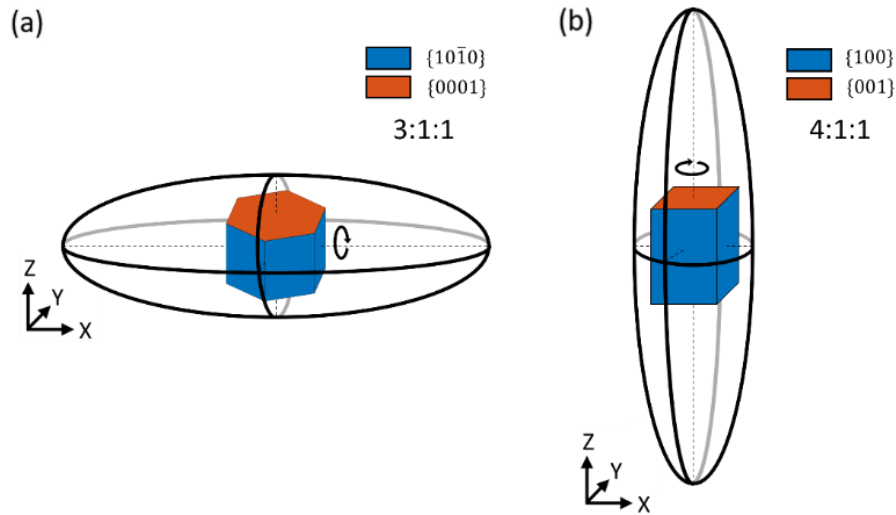 (a)
{101̄0}
{0001}
3:1:1
Z
Y
X
(b)
{100}
{001}
4:1:1
Z
Y
X